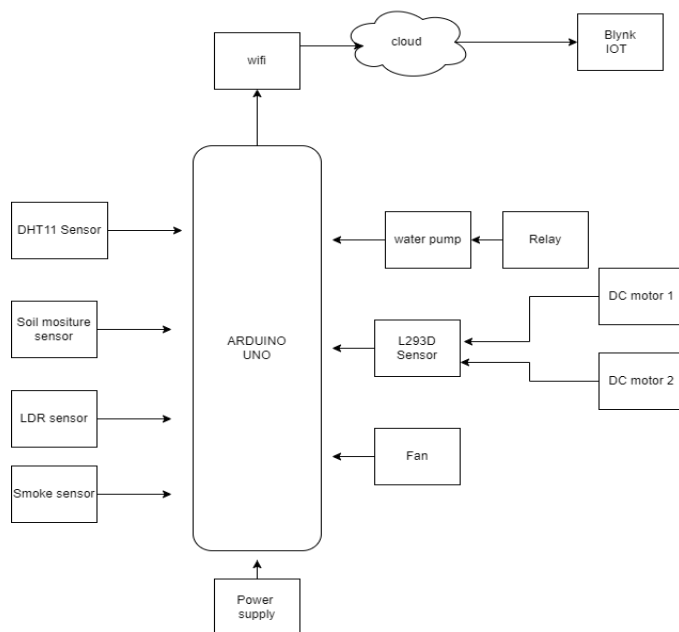 Blynk
IOT
cloud
wifi
DHT11 Sensor
water pump
Relay
DC motor 1
Soil mositure
sensor
ARDUINO
UNO
L293D
Sensor
DC motor 2
LDR sensor
Fan
Smoke sensor
Power
supply